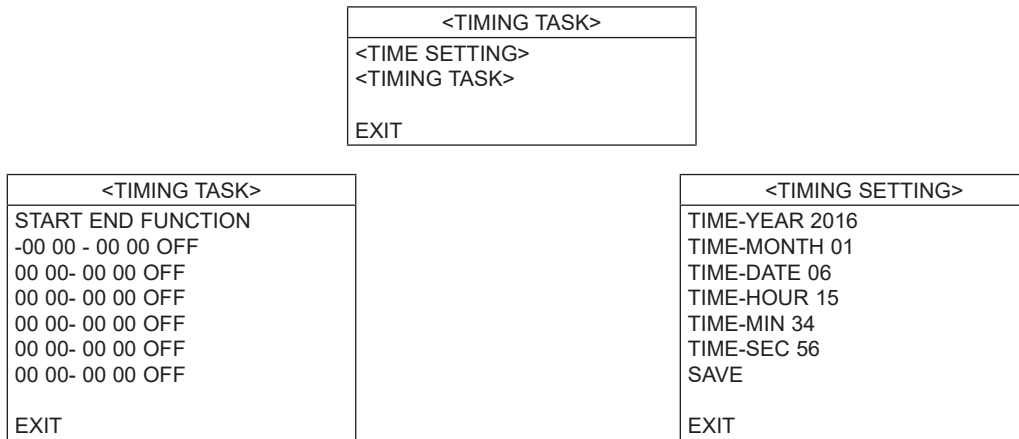 <TIMING TASK>
<TIME SETTING>
<TIMING TASK>
EXIT
<TIMING TASK>
START END FUNCTION
-00 00 - 00 00 OFF
00 00- 00 00 OFF
00 00- 00 00 OFF
00 00- 00 00 OFF
00 00- 00 00 OFF
00 00- 00 00 OFF
EXIT
<TIMING SETTING>
TIME-YEAR 2016
TIME-MONTH 01
TIME-DATE 06
TIME-HOUR 15
TIME-MIN 34
TIME-SEC 56
SAVE
EXIT